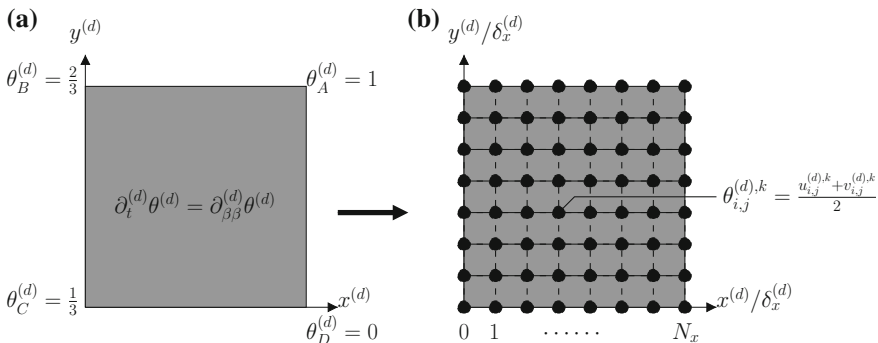 (a)
y^{(d)}
θ_B^{(d)} = 2/3
θ_A^{(d)} = 1
∂_t^{(d)}θ^{(d)} = ∂_{ββ}^{(d)}θ^{(d)}
θ_C^{(d)} = 1/3
x^{(d)}
θ_D^{(d)} = 0
(b)
y^{(d)}/δ_x^{(d)}
θ_{i,j}^{(d),k} = (u_{i,j}^{(d),k}+v_{i,j}^{(d),k})/2
x^{(d)}/δ_x^{(d)}
0 1 ...... N_x